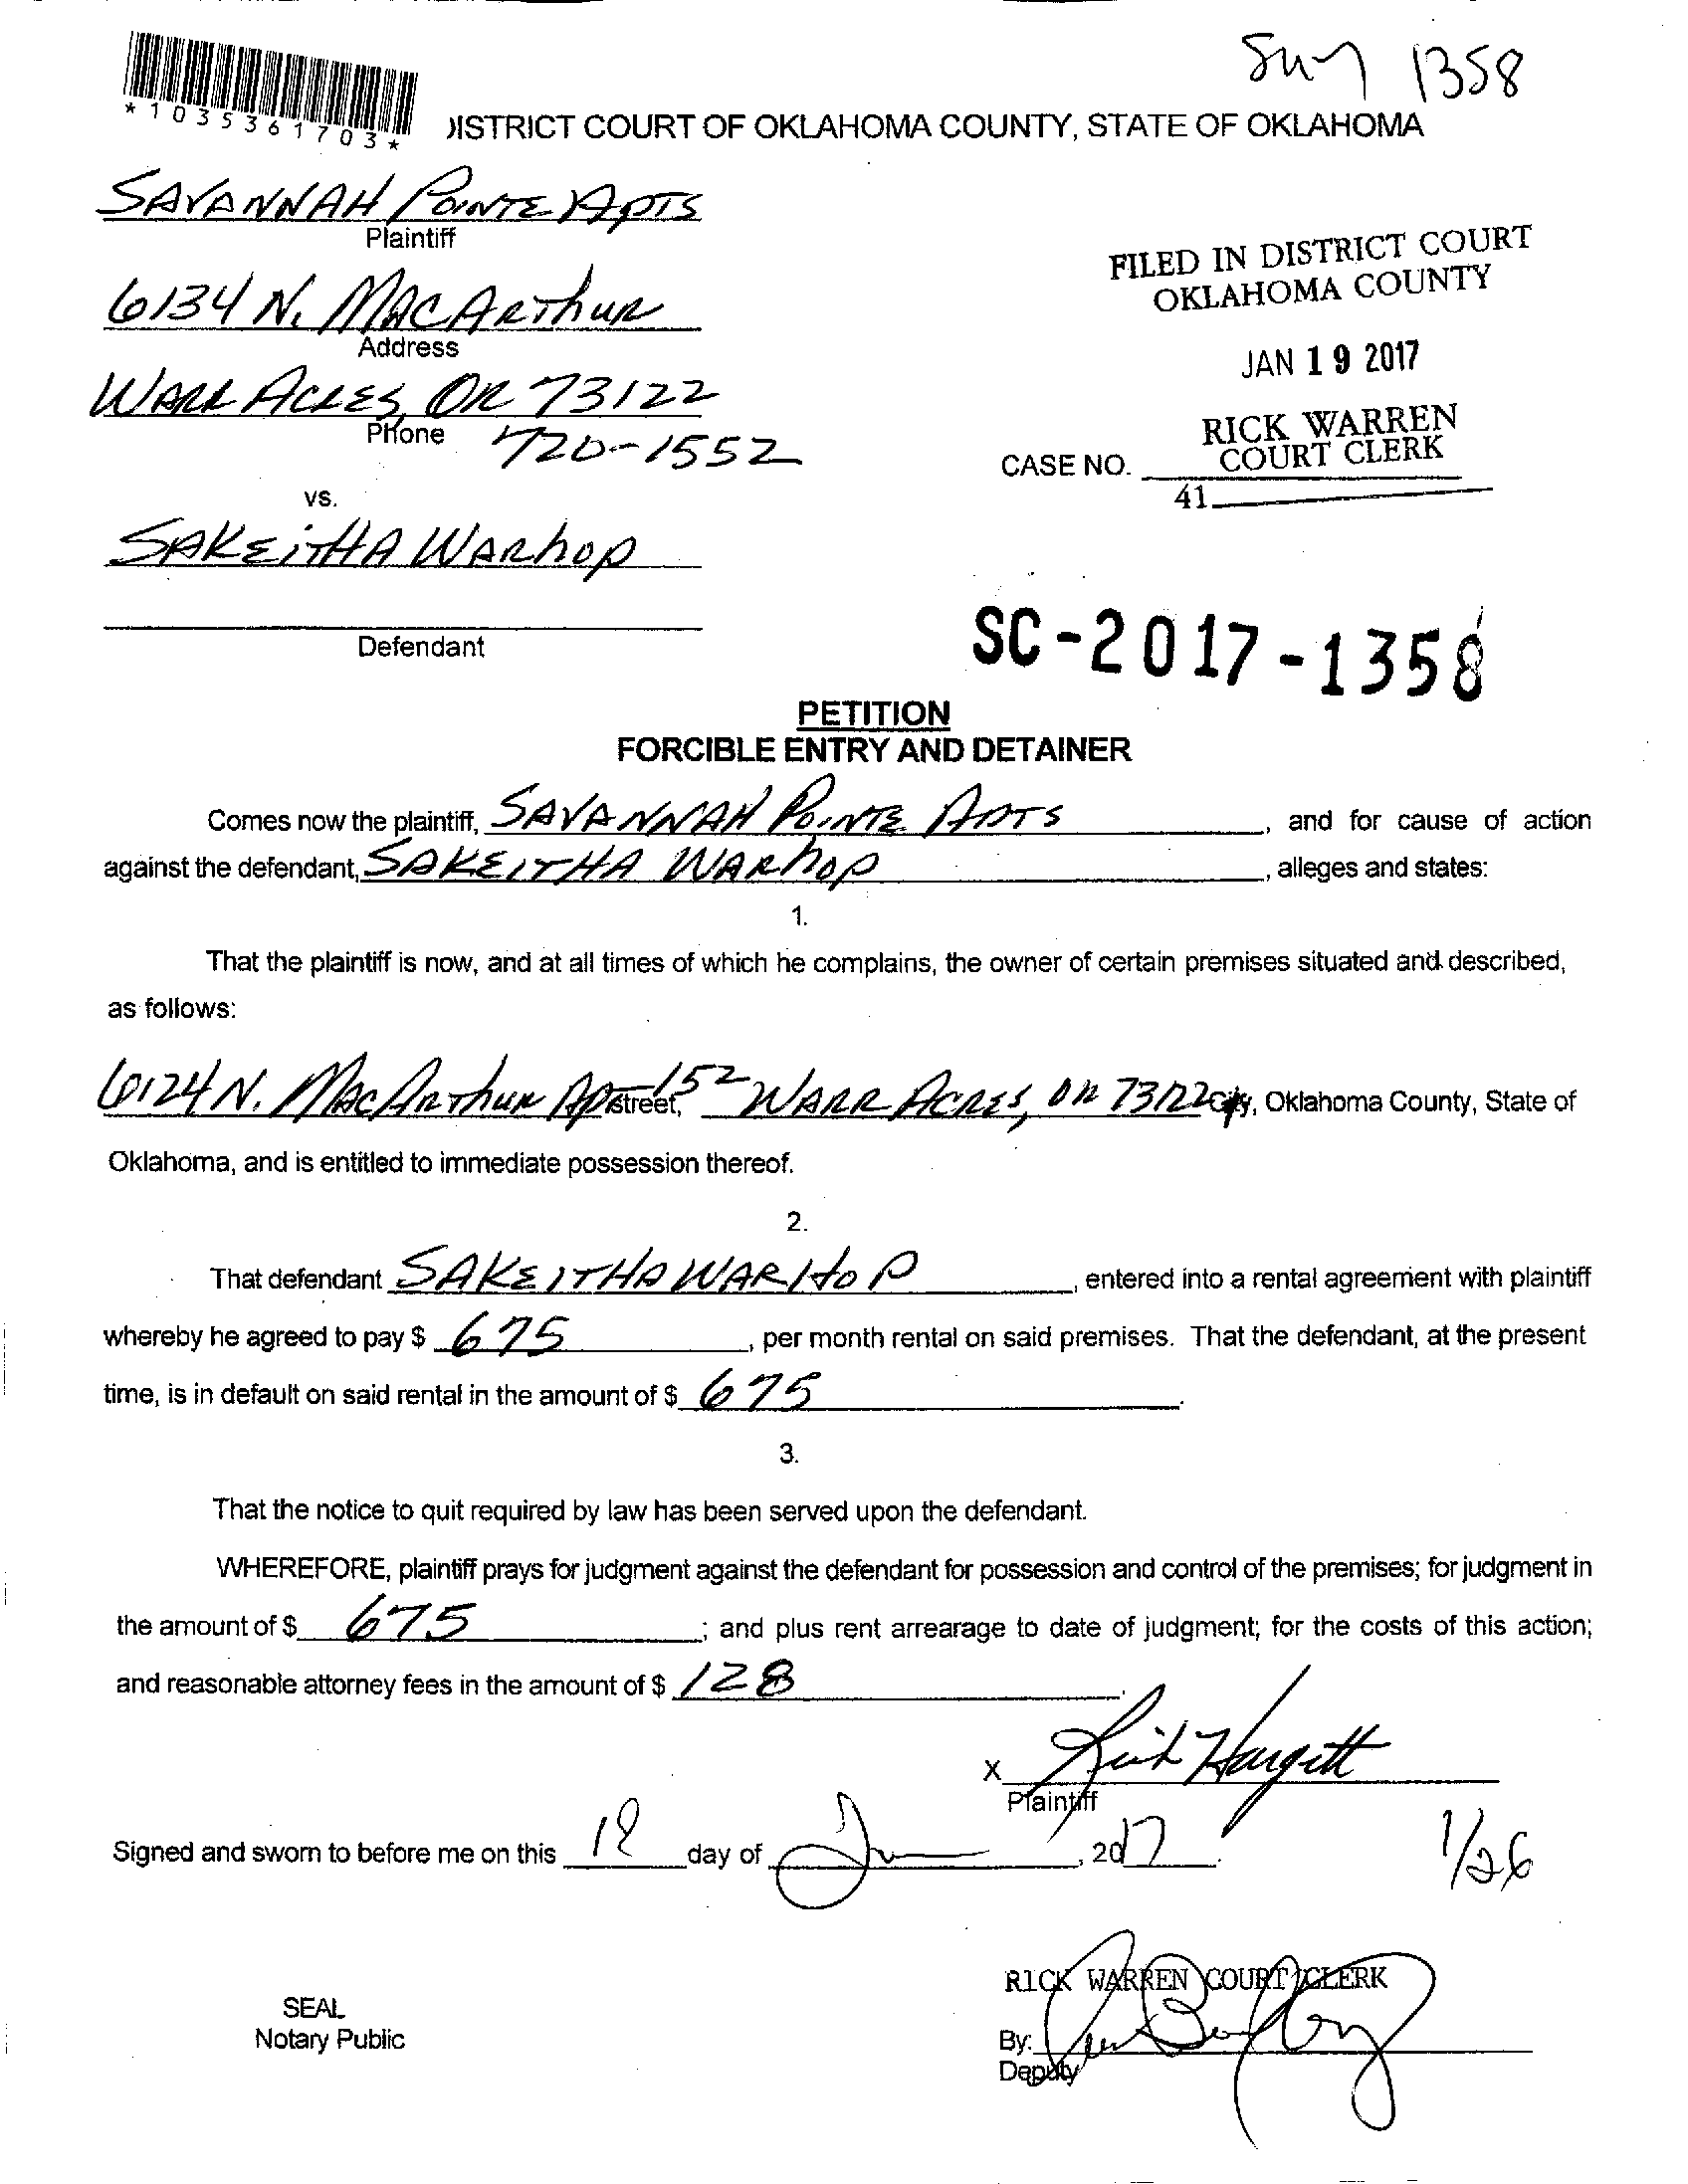 1358
*1035361703*
DISTRICT COURT OF OKLAHOMA COUNTY, STATE OF OKLAHOMA
SAVANNAH POINTE APTS
Plaintiff
FILED IN DISTRICT COURT
OKLAHOMA COUNTY
6134 N. MACARTHUR
Address
JAN 19 2017
WARR ACRES, OK 73122
Phone 720-1552
RICK WARREN
COURT CLERK
CASE NO.
41
vs.
SAKEITHA WARHOP
Defendant
SC-2017-1358
PETITION
FORCIBLE ENTRY AND DETAINER
Comes now the plaintiff, SAVANNAH POINTE APTS, and for cause of action
against the defendant, SAKEITHA WARHOP, alleges and states:
1.
That the plaintiff is now, and at all times of which he complains, the owner of certain premises situated and described,
as follows:
6124 N. MacArthur Apt street, 152 WARR ACRES, OK 73122 City, Oklahoma County, State of
Oklahoma, and is entitled to immediate possession thereof.
2.
That defendant SAKEITHA WARHOP, entered into a rental agreement with plaintiff
whereby he agreed to pay $ 675, per month rental on said premises. That the defendant, at the present
time, is in default on said rental in the amount of $ 675.
3.
That the notice to quit required by law has been served upon the defendant.
WHEREFORE, plaintiff prays for judgment against the defendant for possession and control of the premises; for judgment in
the amount of $ 675; and plus rent arrearage to date of judgment; for the costs of this action;
and reasonable attorney fees in the amount of $ 128.
X Hargett
Plaintiff
Signed and sworn to before me on this day of , 2017.
1/26
RICK WARREN COURT CLERK
SEAL
Notary Public
By:
Deputy